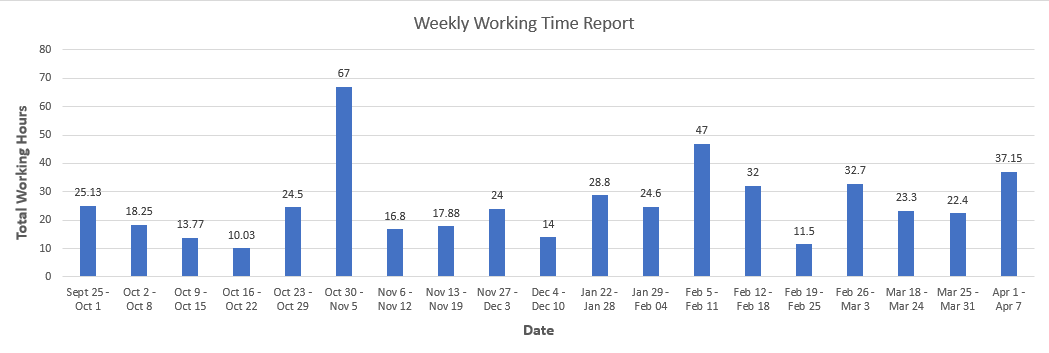 Weekly Working Time Report
Total Working Hours
80
70
60
50
40
30
20
10
0
25.13
18.25
13.77
10.03
24.5
67
16.8
17.88
24
14
28.8
24.6
47
32
11.5
32.7
23.3
22.4
37.15
Sept 25 -
Oct 1
Oct 2 -
Oct 8
Oct 9 -
Oct 15
Oct 16 -
Oct 22
Oct 23 -
Oct 29
Oct 30 -
Nov 5
Nov 6 -
Nov 12
Nov 13 -
Nov 19
Nov 27 -
Dec 3
Dec 4 -
Dec 10
Jan 22 -
Jan 28
Jan 29 -
Feb 04
Feb 5 -
Feb 11
Feb 12 -
Feb 18
Feb 19 -
Feb 25
Feb 26 -
Mar 3
Mar 18 -
Mar 24
Mar 25 -
Mar 31
Apr 1 -
Apr 7
Date